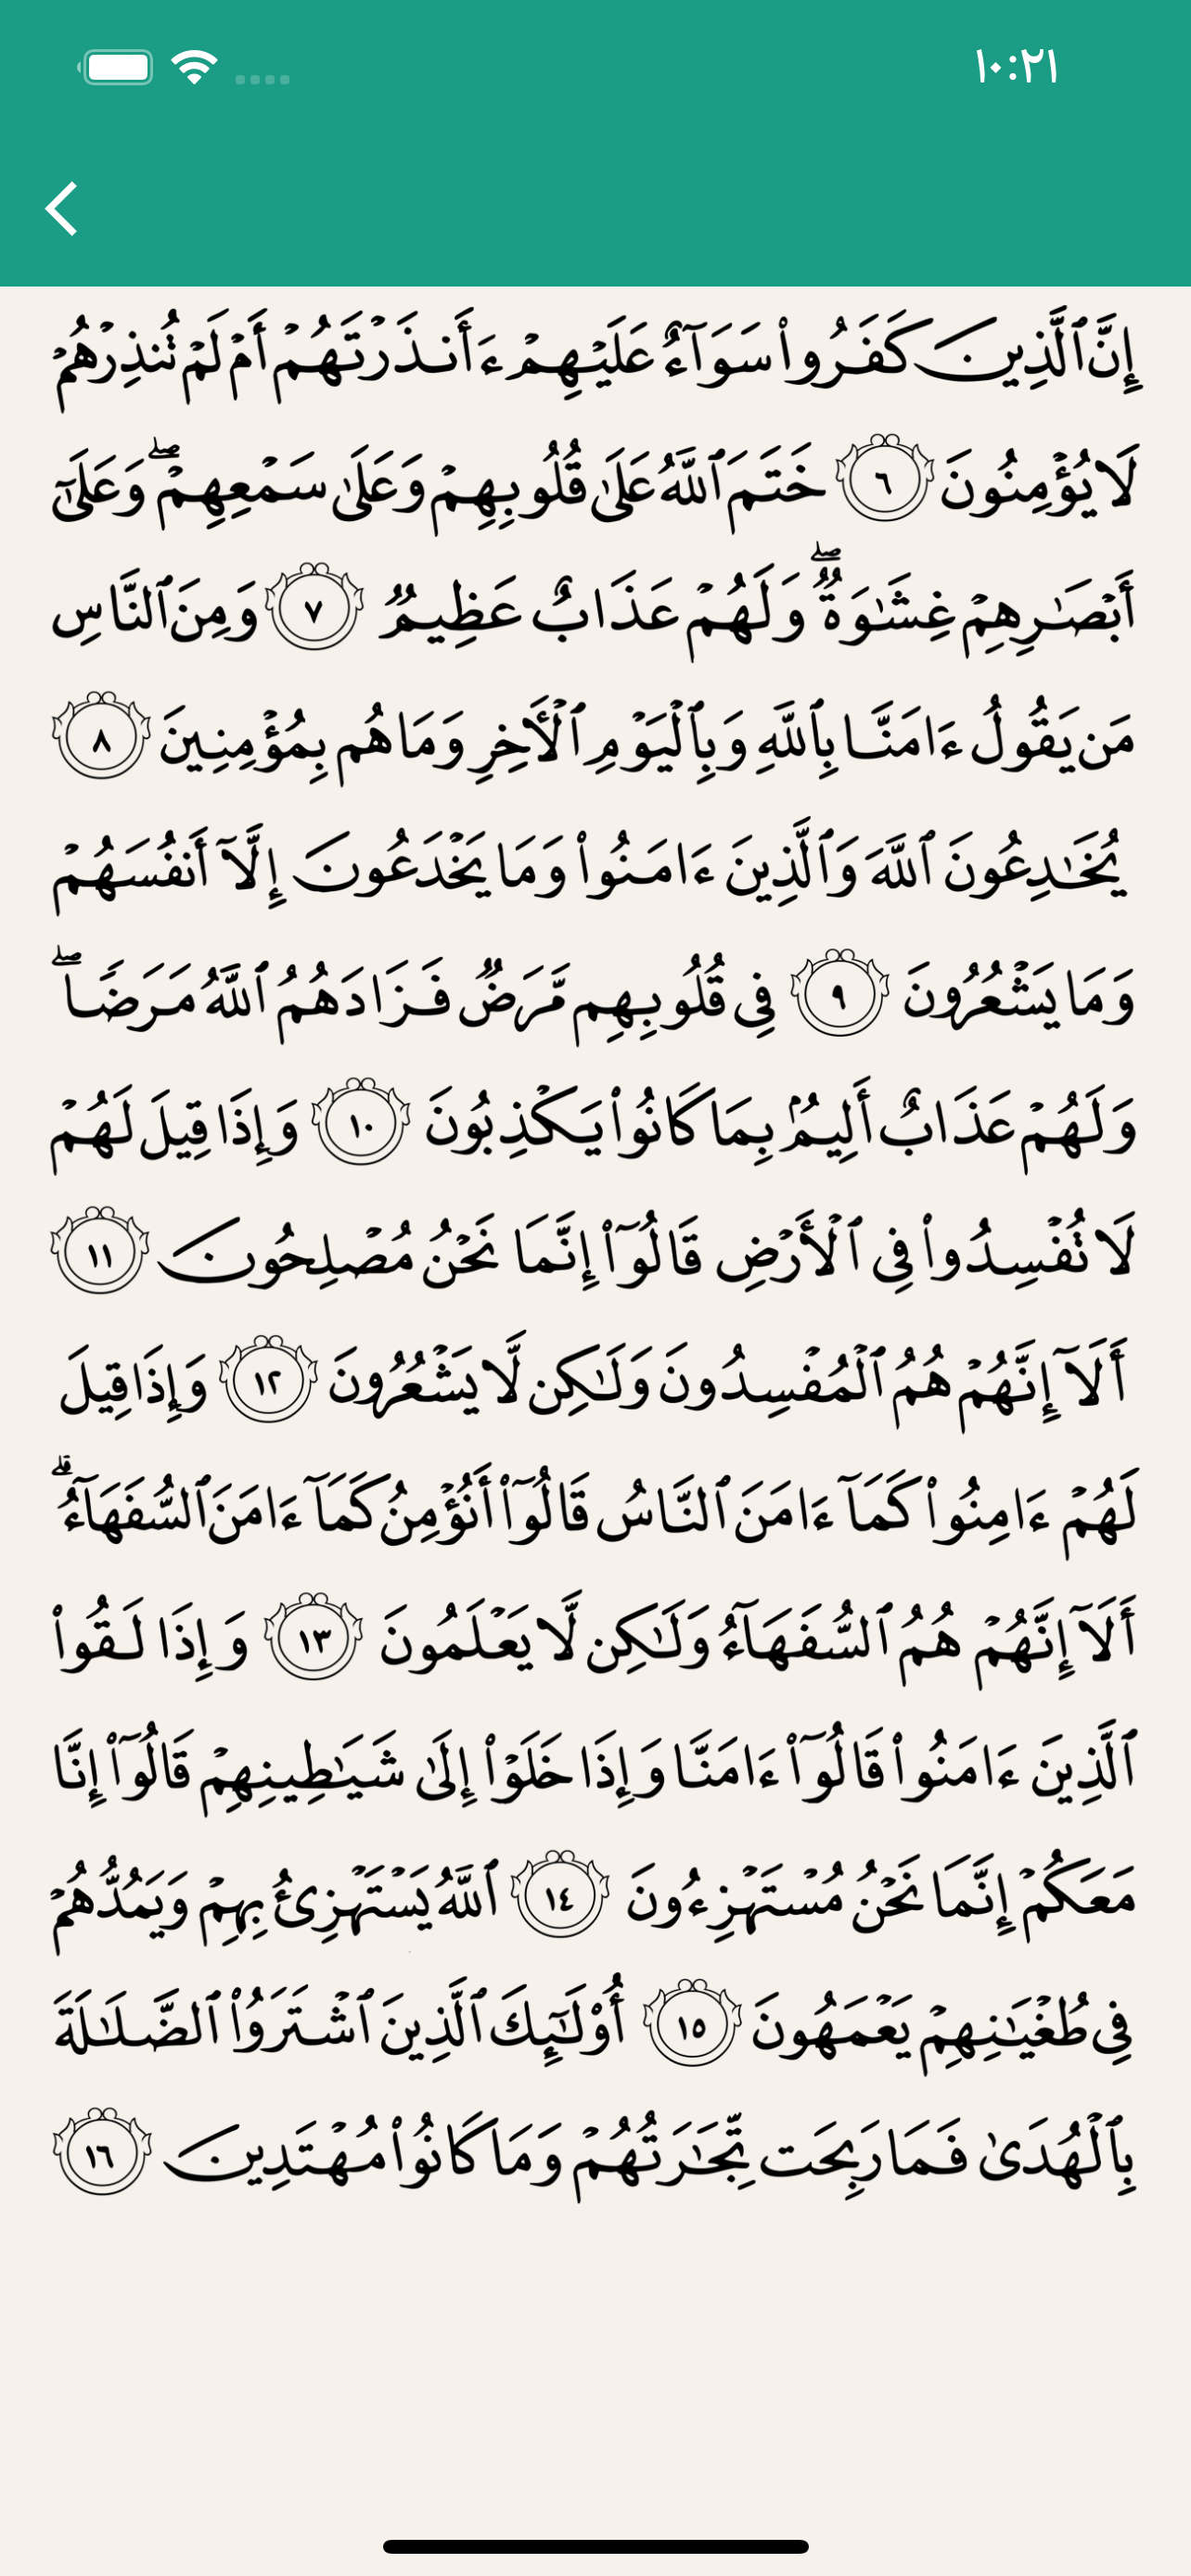 ١٠:٢١
إِنَّ ٱلَّذِينَ كَفَرُوا۟ سَوَآءٌ عَلَيْهِمْ ءَأَنذَرْتَهُمْ أَمْ لَمْ تُنذِرْهُمْ
لَا يُؤْمِنُونَ ٦ خَتَمَ ٱللَّهُ عَلَىٰ قُلُوبِهِمْ وَعَلَىٰ سَمْعِهِمْ ۖ وَعَلَىٰٓ
أَبْصَـٰرِهِمْ غِشَـٰوَةٌ ۖ وَلَهُمْ عَذَابٌ عَظِيمٌ ٧ وَمِنَ ٱلنَّاسِ
مَن يَقُولُ ءَامَنَّا بِٱللَّهِ وَبِٱلْيَوْمِ ٱلْـَٔاخِرِ وَمَا هُم بِمُؤْمِنِينَ ٨
يُخَـٰدِعُونَ ٱللَّهَ وَٱلَّذِينَ ءَامَنُوا۟ وَمَا يَخْدَعُونَ إِلَّآ أَنفُسَهُمْ
وَمَا يَشْعُرُونَ ٩ فِى قُلُوبِهِم مَّرَضٌ فَزَادَهُمُ ٱللَّهُ مَرَضًا ۖ
وَلَهُمْ عَذَابٌ أَلِيمٌۢ بِمَا كَانُوا۟ يَكْذِبُونَ ١٠ وَإِذَا قِيلَ لَهُمْ
لَا تُفْسِدُوا۟ فِى ٱلْأَرْضِ قَالُوٓا۟ إِنَّمَا نَحْنُ مُصْلِحُونَ ١١
أَلَآ إِنَّهُمْ هُمُ ٱلْمُفْسِدُونَ وَلَـٰكِن لَّا يَشْعُرُونَ ١٢ وَإِذَا قِيلَ
لَهُمْ ءَامِنُوا۟ كَمَآ ءَامَنَ ٱلنَّاسُ قَالُوٓا۟ أَنُؤْمِنُ كَمَآ ءَامَنَ ٱلسُّفَهَآءُ ۗ
أَلَآ إِنَّهُمْ هُمُ ٱلسُّفَهَآءُ وَلَـٰكِن لَّا يَعْلَمُونَ ١٣ وَإِذَا لَقُوا۟
ٱلَّذِينَ ءَامَنُوا۟ قَالُوٓا۟ ءَامَنَّا وَإِذَا خَلَوْا۟ إِلَىٰ شَيَـٰطِينِهِمْ قَالُوٓا۟ إِنَّا
مَعَكُمْ إِنَّمَا نَحْنُ مُسْتَهْزِءُونَ ١٤ ٱللَّهُ يَسْتَهْزِئُ بِهِمْ وَيَمُدُّهُمْ
فِى طُغْيَـٰنِهِمْ يَعْمَهُونَ ١٥ أُو۟لَـٰٓئِكَ ٱلَّذِينَ ٱشْتَرَوُا۟ ٱلضَّلَـٰلَةَ
بِٱلْهُدَىٰ فَمَا رَبِحَت تِّجَـٰرَتُهُمْ وَمَا كَانُوا۟ مُهْتَدِينَ ١٦